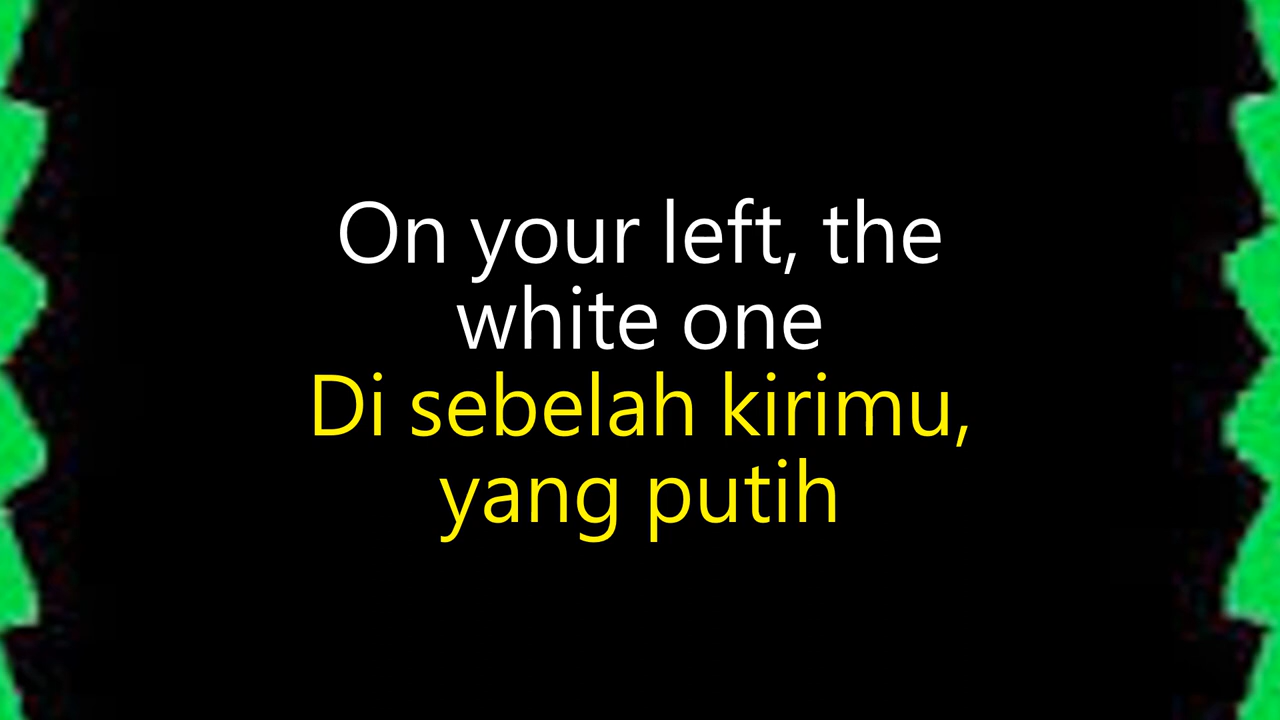 On your left, the
white one
Di sebelah kirimu,
yang putih